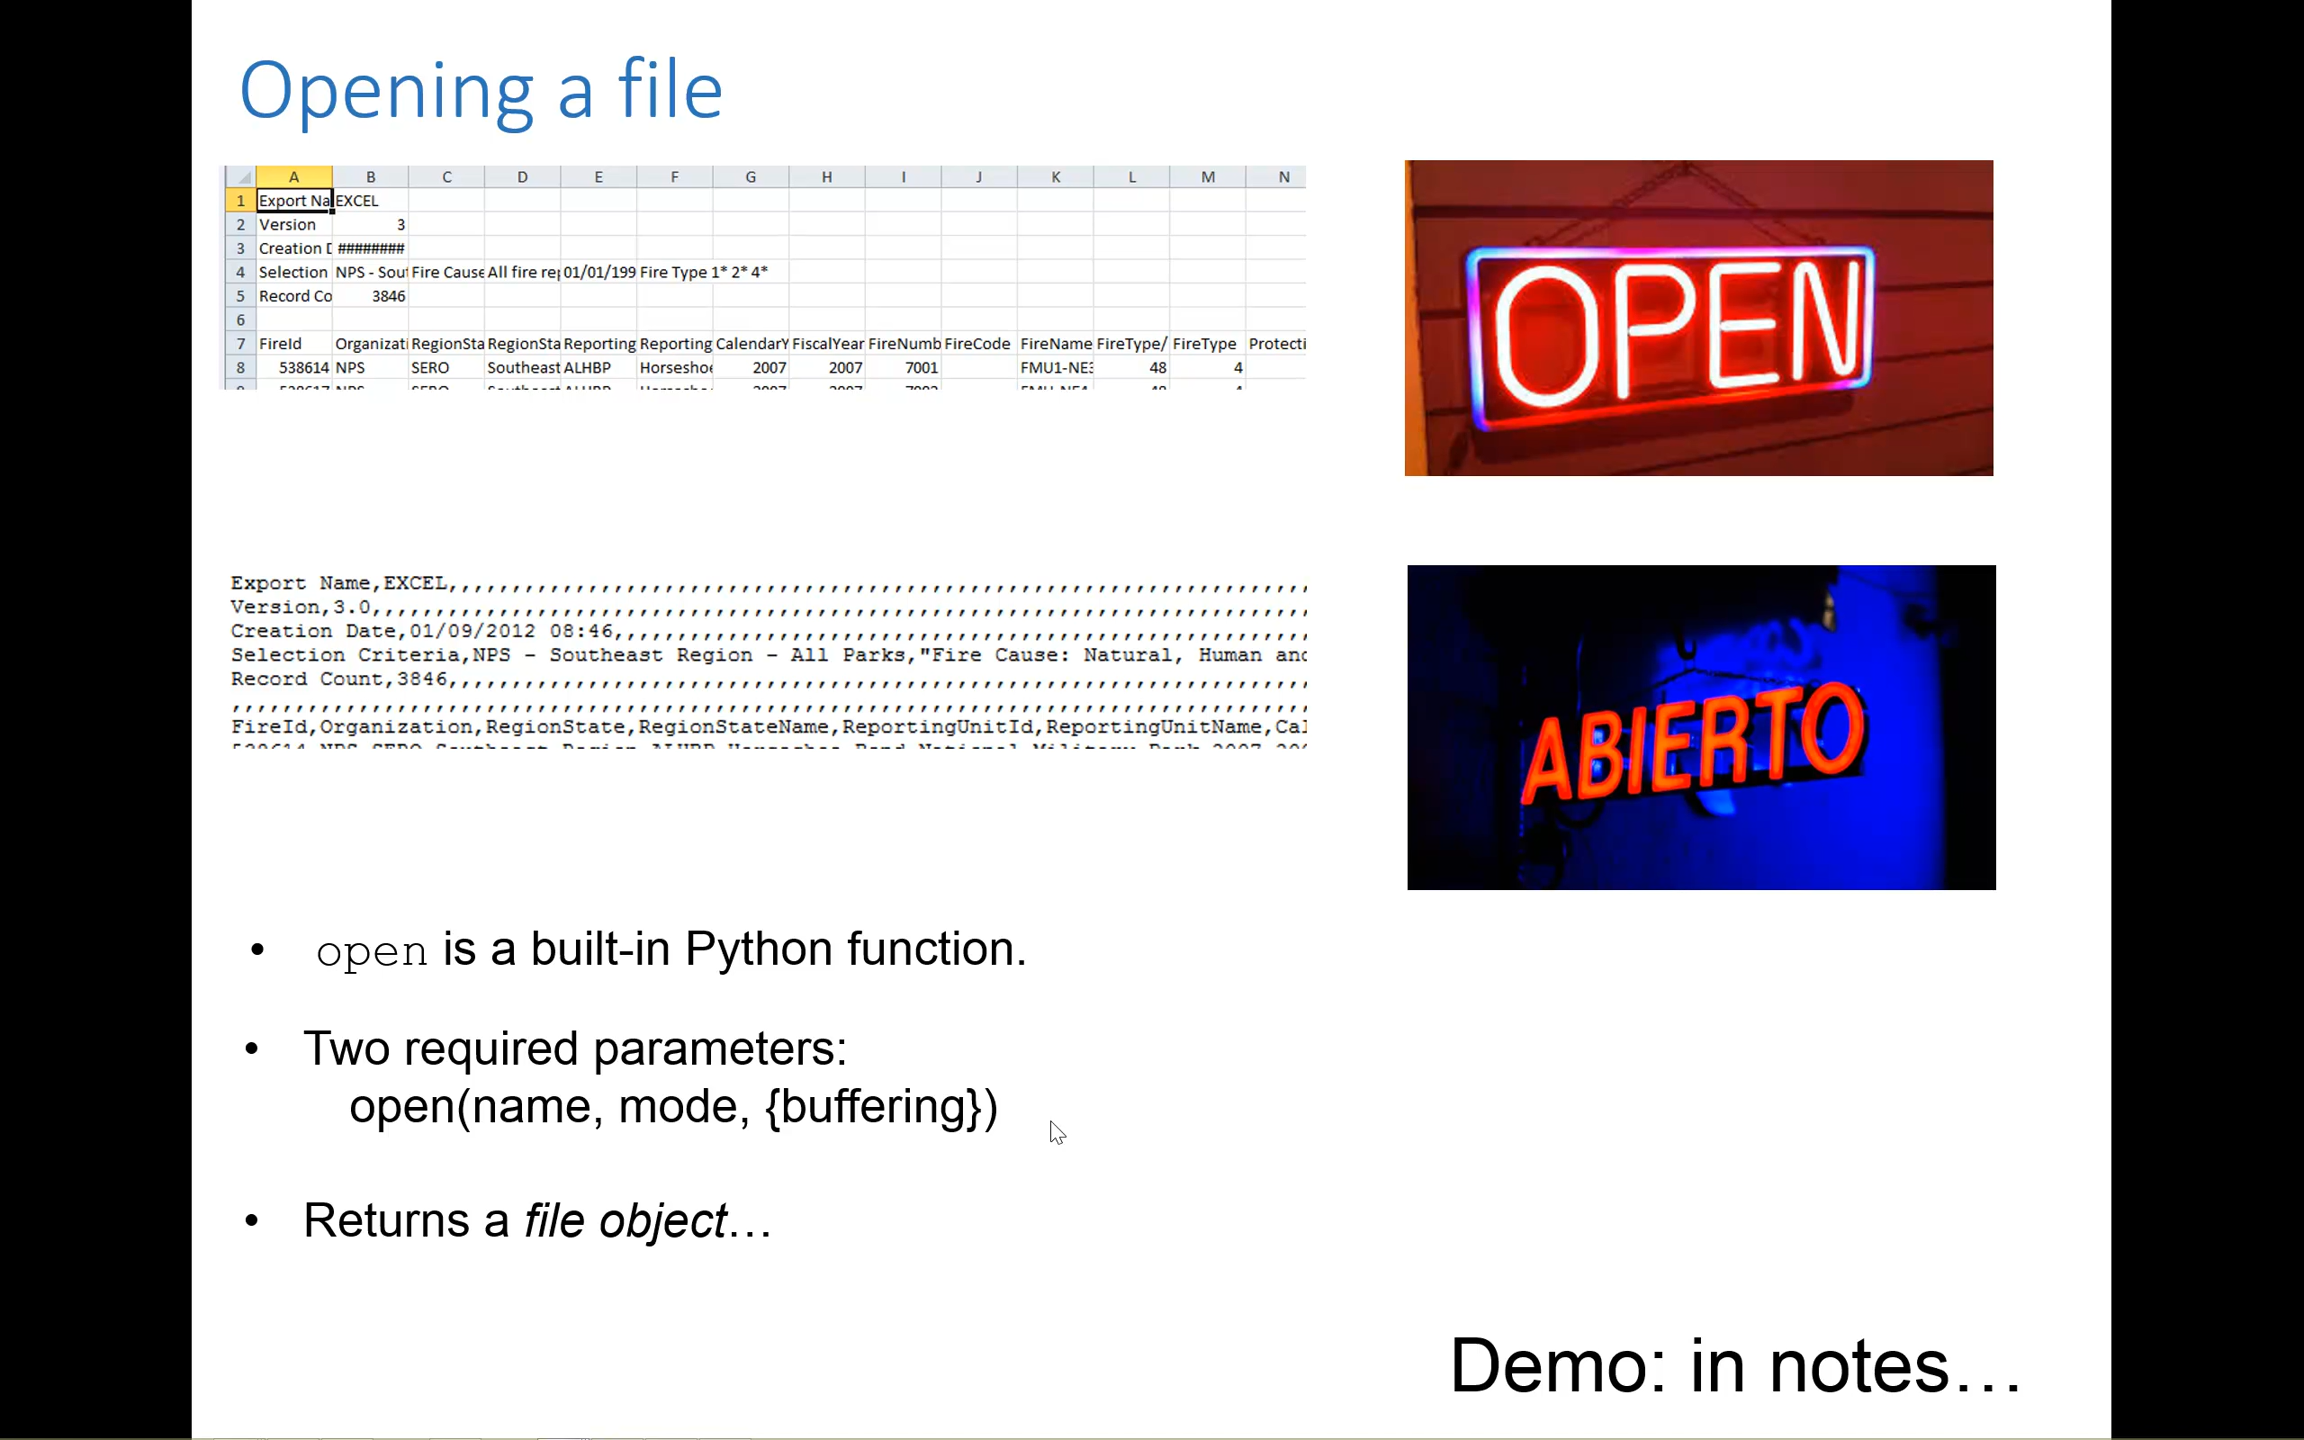 Opening a file
A B C D E F G H I J K L M N
1 Export Na EXCEL
2 Version 3
3 Creation D ########
4 Selection NPS - Sout Fire Cause All fire rep 01/01/199 Fire Type 1* 2* 4*
5 Record Co 3846
6
7 FireId Organizati RegionSta RegionSta Reporting Reporting CalendarY FiscalYear FireNumb FireCode FireName FireType/ FireType Protecti
8 538614 NPS SERO Southeast ALHBP Horseshoe 2007 2007 7001 FMU1-NE3 48 4
OPEN
Export Name,EXCEL,,,,,,,,,,,,,,,,,,,,,,,,,,,,,,,,,,,,,,,,,,,,,,,,,,,,,,
Version,3.0,,,,,,,,,,,,,,,,,,,,,,,,,,,,,,,,,,,,,,,,,,,,,,,,,,,,,,,,,,
Creation Date,01/09/2012 08:46,,,,,,,,,,,,,,,,,,,,,,,,,,,,,,,,,,,,,,,,,,,
Selection Criteria,NPS - Southeast Region - All Parks,"Fire Cause: Natural, Human and
Record Count,3846,,,,,,,,,,,,,,,,,,,,,,,,,,,,,,,,,,,,,,,,,,,,,,,,,,,,,,
,,,,,,,,,,,,,,,,,,,,,,,,,,,,,,,,,,,,,,,,,,,,,,,,,,,,,,,,,,,,,,,,,,,,
FireId,Organization,RegionState,RegionStateName,ReportingUnitId,ReportingUnitName,Cal
ABIERTO
• open is a built-in Python function.
• Two required parameters:
open(name, mode, {buffering})
• Returns a file object…
Demo: in notes…